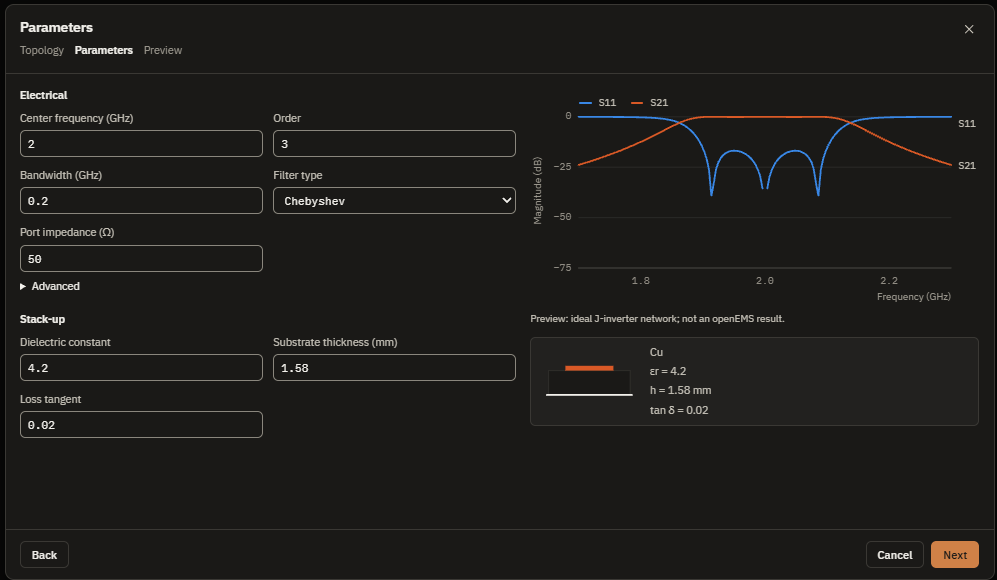 Parameters
Topology Parameters Preview
Electrical
Center frequency (GHz) Order
2 3
Bandwidth (GHz) Filter type
0.2 Chebyshev
Port impedance (Ω)
50
Advanced
Stack-up
Dielectric constant Substrate thickness (mm)
4.2 1.58
Loss tangent
0.02
S11 S21
0
−25
−50
−75
Magnitude (dB)
S11
S21
1.8 2.0 2.2
Frequency (GHz)
Preview: ideal J-inverter network; not an openEMS result.
Cu
εr = 4.2
h = 1.58 mm
tan δ = 0.02
Back Cancel Next